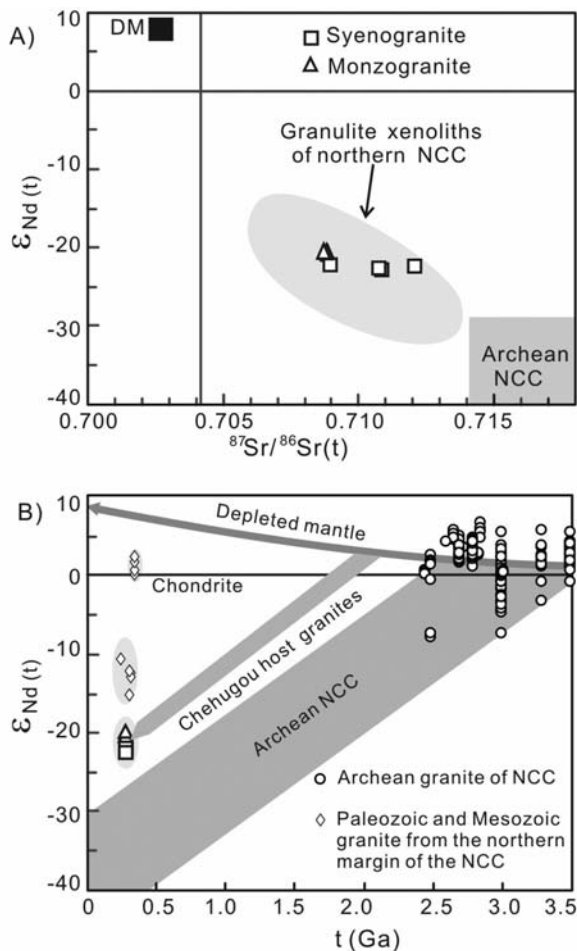 A)
DM
Syenogranite
Monzogranite
Granulite xenoliths
of northern NCC
Archean
NCC
10
0
-10
-20
-30
-40
εNd (t)
0.700
0.705
0.710
0.715
87Sr/86Sr(t)
B)
Depleted mantle
Chondrite
Chehugou host granites
Archean NCC
Archean granite of NCC
Paleozoic and Mesozoic
granite from the northern
margin of the NCC
10
0
-10
-20
-30
-40
εNd (t)
0
0.5
1.0
1.5
2.0
2.5
3.0
3.5
t (Ga)